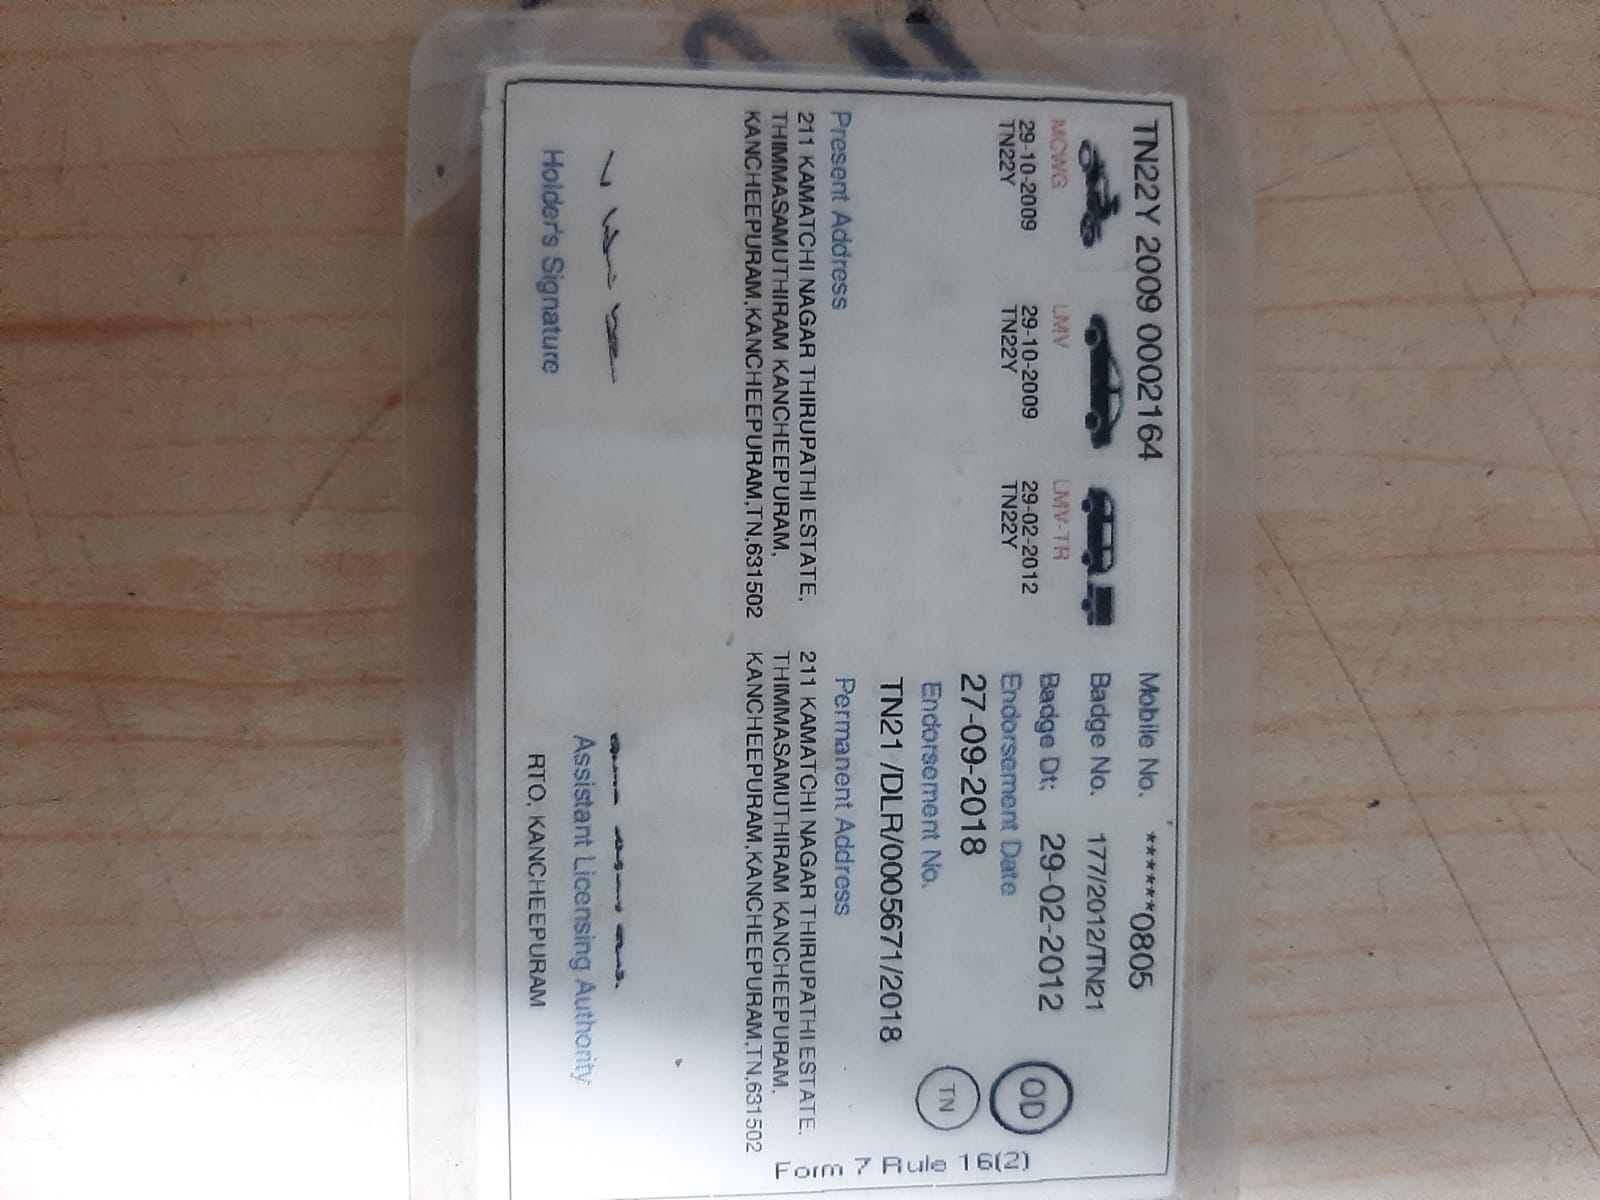 TN22Y 2009 0002164
MCWG
29-10-2009
TN22Y
LMV
29-10-2009
TN22Y
LMV-TR
29-02-2012
TN22Y
Mobile No. ******0805
Badge No. 177/2012/TN21
Badge Dt: 29-02-2012
Endorsement Date
27-09-2018
Endorsement No.
TN21 /DLR/0005671/2018
OD
TN
Present Address
211 KAMATCHI NAGAR THIRUPATHI ESTATE,
THIMMASAMUTHIRAM KANCHEEPURAM,
KANCHEEPURAM,KANCHEEPURAM,TN,631502
Permanent Address
211 KAMATCHI NAGAR THIRUPATHI ESTATE,
THIMMASAMUTHIRAM KANCHEEPURAM,
KANCHEEPURAM,KANCHEEPURAM,TN,631502
Holder's Signature
Assistant Licensing Authority
RTO, KANCHEEPURAM
Form 7 Rule 16(2)